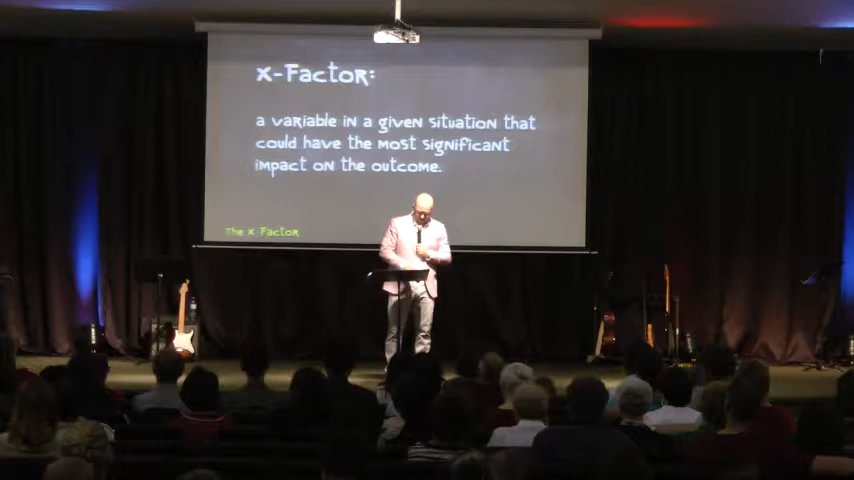 x-Factor:
a variable in a given situation that
could have the most significant
impact on the outcome.
The x Factor